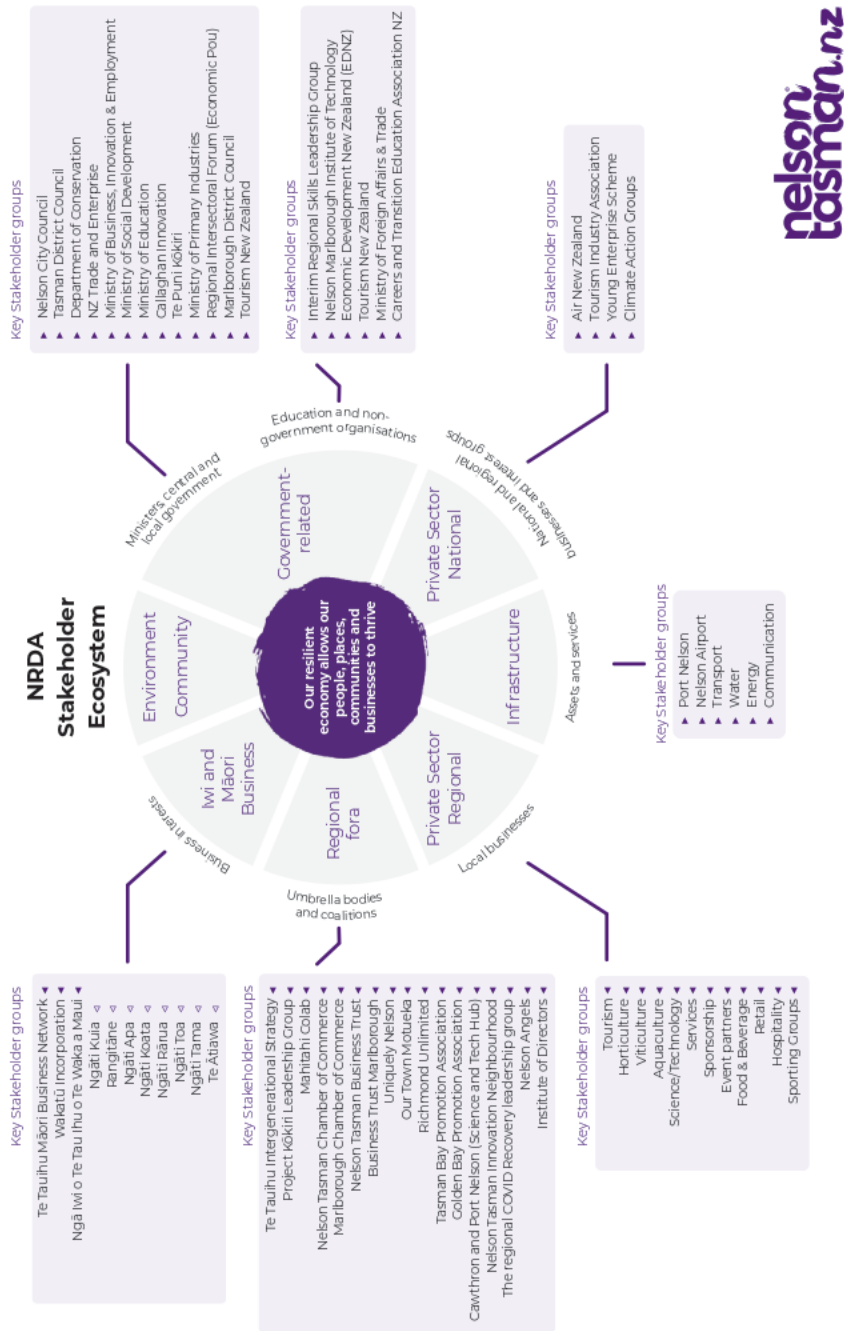 NRDA
Stakeholder
Ecosystem
Our resilient
economy allows our
people, places,
communities and
businesses to thrive
Environment
Community
Government-
related
Private Sector
National
Infrastructure
Private Sector
Regional
Regional
fora
Iwi and
Māori
Business
Ministers, central and
local government
Key Stakeholder groups
Nelson City Council
Tasman District Council
Department of Conservation
NZ Trade and Enterprise
Ministry of Business, Innovation & Employment
Ministry of Social Development
Ministry of Education
Callaghan Innovation
Te Puni Kōkiri
Ministry of Primary Industries
Regional Intersectoral Forum (Economic Pou)
Marlborough District Council
Tourism New Zealand
Education and non-
government organisations
Key Stakeholder groups
Interim Regional Skills Leadership Group
Nelson Marlborough Institute of Technology
Economic Development New Zealand (EDNZ)
Tourism New Zealand
Ministry of Foreign Affairs & Trade
Careers and Transition Education Association NZ
National and regional
businesses and interest groups
Key Stakeholder groups
Air New Zealand
Tourism Industry Association
Young Enterprise Scheme
Climate Action Groups
Assets and services
Key Stakeholder groups
Port Nelson
Nelson Airport
Transport
Water
Energy
Communication
Local businesses
Key Stakeholder groups
Tourism
Horticulture
Viticulture
Aquaculture
Science/Technology
Services
Sponsorship
Event partners
Food & Beverage
Retail
Hospitality
Sporting Groups
Umbrella bodies
and coalitions
Key Stakeholder groups
Te Tauihu Intergenerational Strategy
Project Kōkiri Leadership Group
Mahitahi Colab
Nelson Tasman Chamber of Commerce
Marlborough Chamber of Commerce
Nelson Tasman Business Trust
Business Trust Marlborough
Uniquely Nelson
Our Town Motueka
Richmond Unlimited
Tasman Bay Promotion Association
Golden Bay Promotion Association
Cawthron and Port Nelson (Science and Tech Hub)
Nelson Tasman Innovation Neighbourhood
The regional COVID Recovery leadership group
Nelson Angels
Institute of Directors
Business interests
Key Stakeholder groups
Te Tauihu Māori Business Network
Wakatū Incorporation
Ngā Iwi o Te Tau Ihu o Te Waka a Maui
Ngāti Kuia
Rangitāne
Ngāti Apa
Ngāti Koata
Ngāti Rārua
Ngāti Toa
Ngāti Tama
Te Ātiawa
nelson
tasman.nz